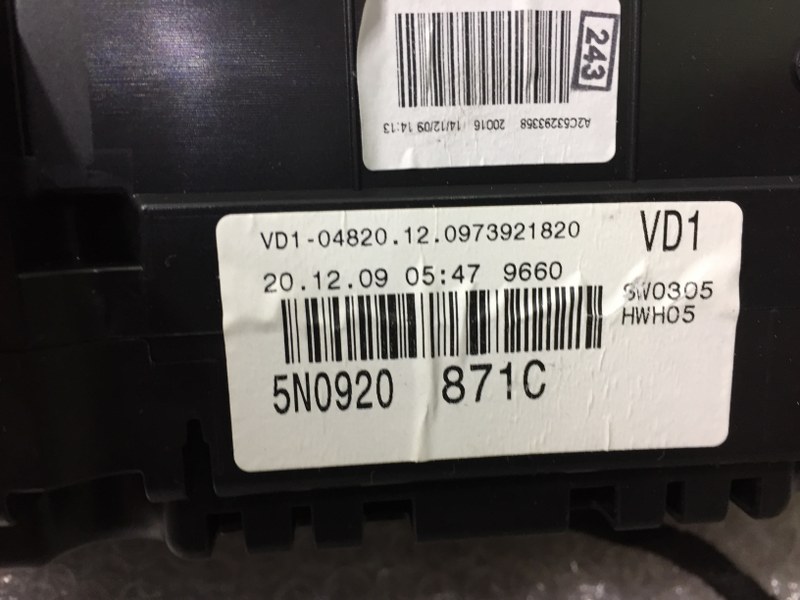 243
A2C53293358 20016 14/12/09 14:13
VD1-04820.12.0973921820
VD1
20.12.09 05:47 9660
SW0305
HWH05
5N0920 871C